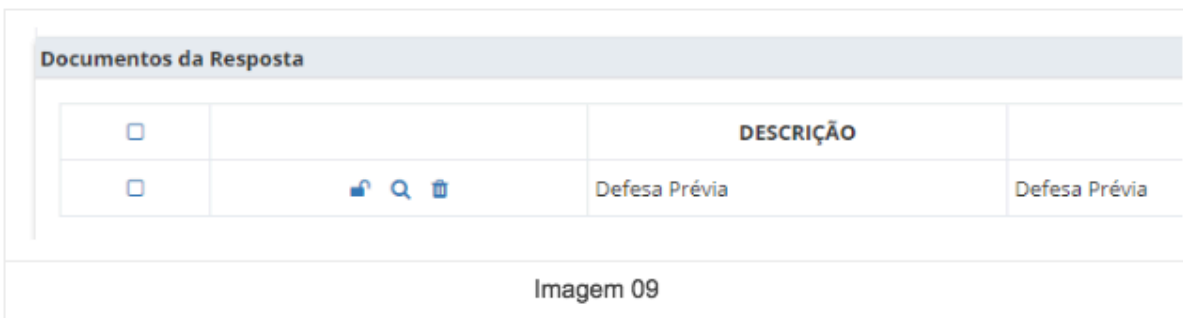 Documentos da Resposta
DESCRIÇÃO
Defesa Prévia Defesa Prévia
Imagem 09